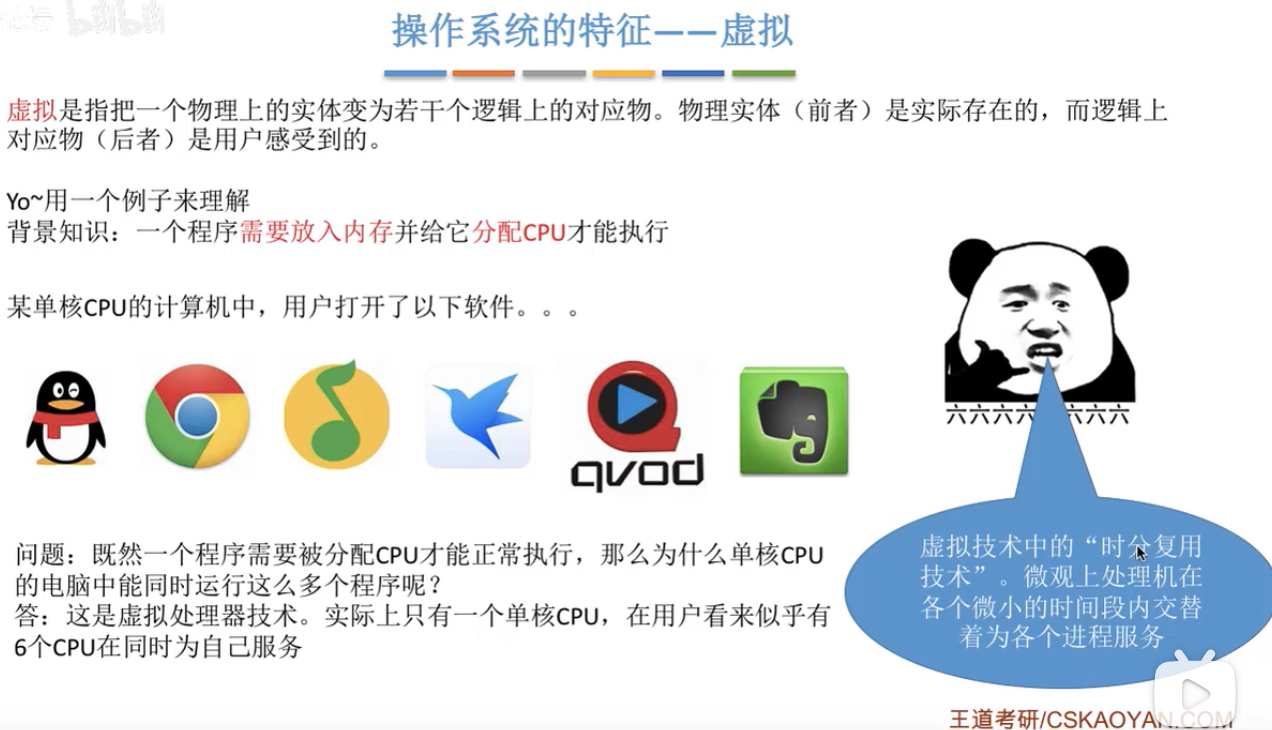 bilibili
操作系统的特征——虚拟
虚拟是指把一个物理上的实体变为若干个逻辑上的对应物。物理实体（前者）是实际存在的，而逻辑上
对应物（后者）是用户感受到的。
Yo~用一个例子来理解
背景知识：一个程序需要放入内存并给它分配CPU才能执行
某单核CPU的计算机中，用户打开了以下软件。。。
qvod
六六六六六六六
问题：既然一个程序需要被分配CPU才能正常执行，那么为什么单核CPU
的电脑中能同时运行这么多个程序呢？
答：这是虚拟处理器技术。实际上只有一个单核CPU，在用户看来似乎有
6个CPU在同时为自己服务
虚拟技术中的“时分复用
技术”。微观上处理机在
各个微小的时间段内交替
着为各个进程服务
王道考研/CSKAOYAN.COM